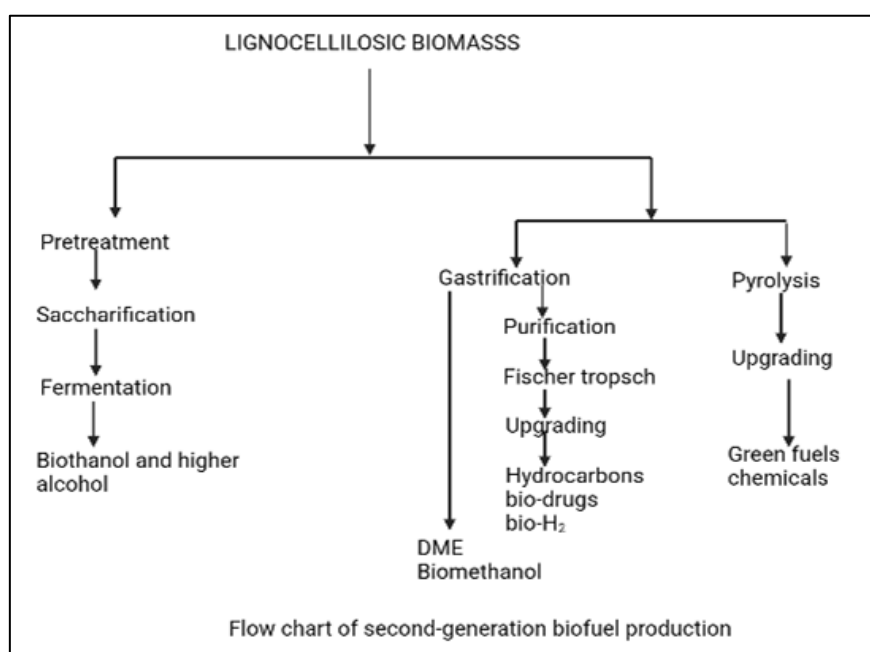 LIGNOCELLILOSIC BIOMASSS
Pretreatment
Saccharification
Fermentation
Biothanol and higher
alcohol
Gastrification
Purification
Fischer tropsch
Upgrading
Hydrocarbons
bio-drugs
bio-H₂
DME
Biomethanol
Pyrolysis
Upgrading
Green fuels
chemicals
Flow chart of second-generation biofuel production